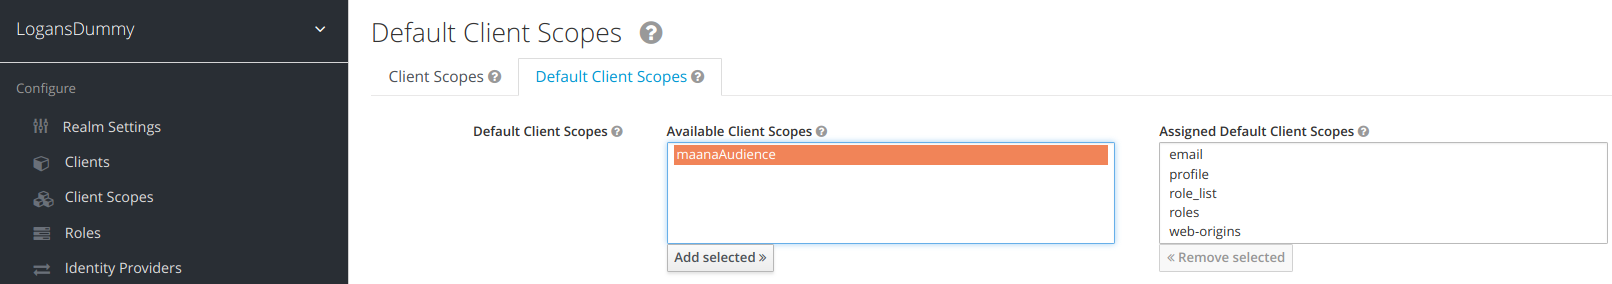 LogansDummy
Configure
Realm Settings
Clients
Client Scopes
Roles
Identity Providers
Default Client Scopes ?
Client Scopes ?
Default Client Scopes ?
Default Client Scopes ?
Available Client Scopes ?
maanaAudience
Add selected »
Assigned Default Client Scopes ?
email
profile
role_list
roles
web-origins
« Remove selected